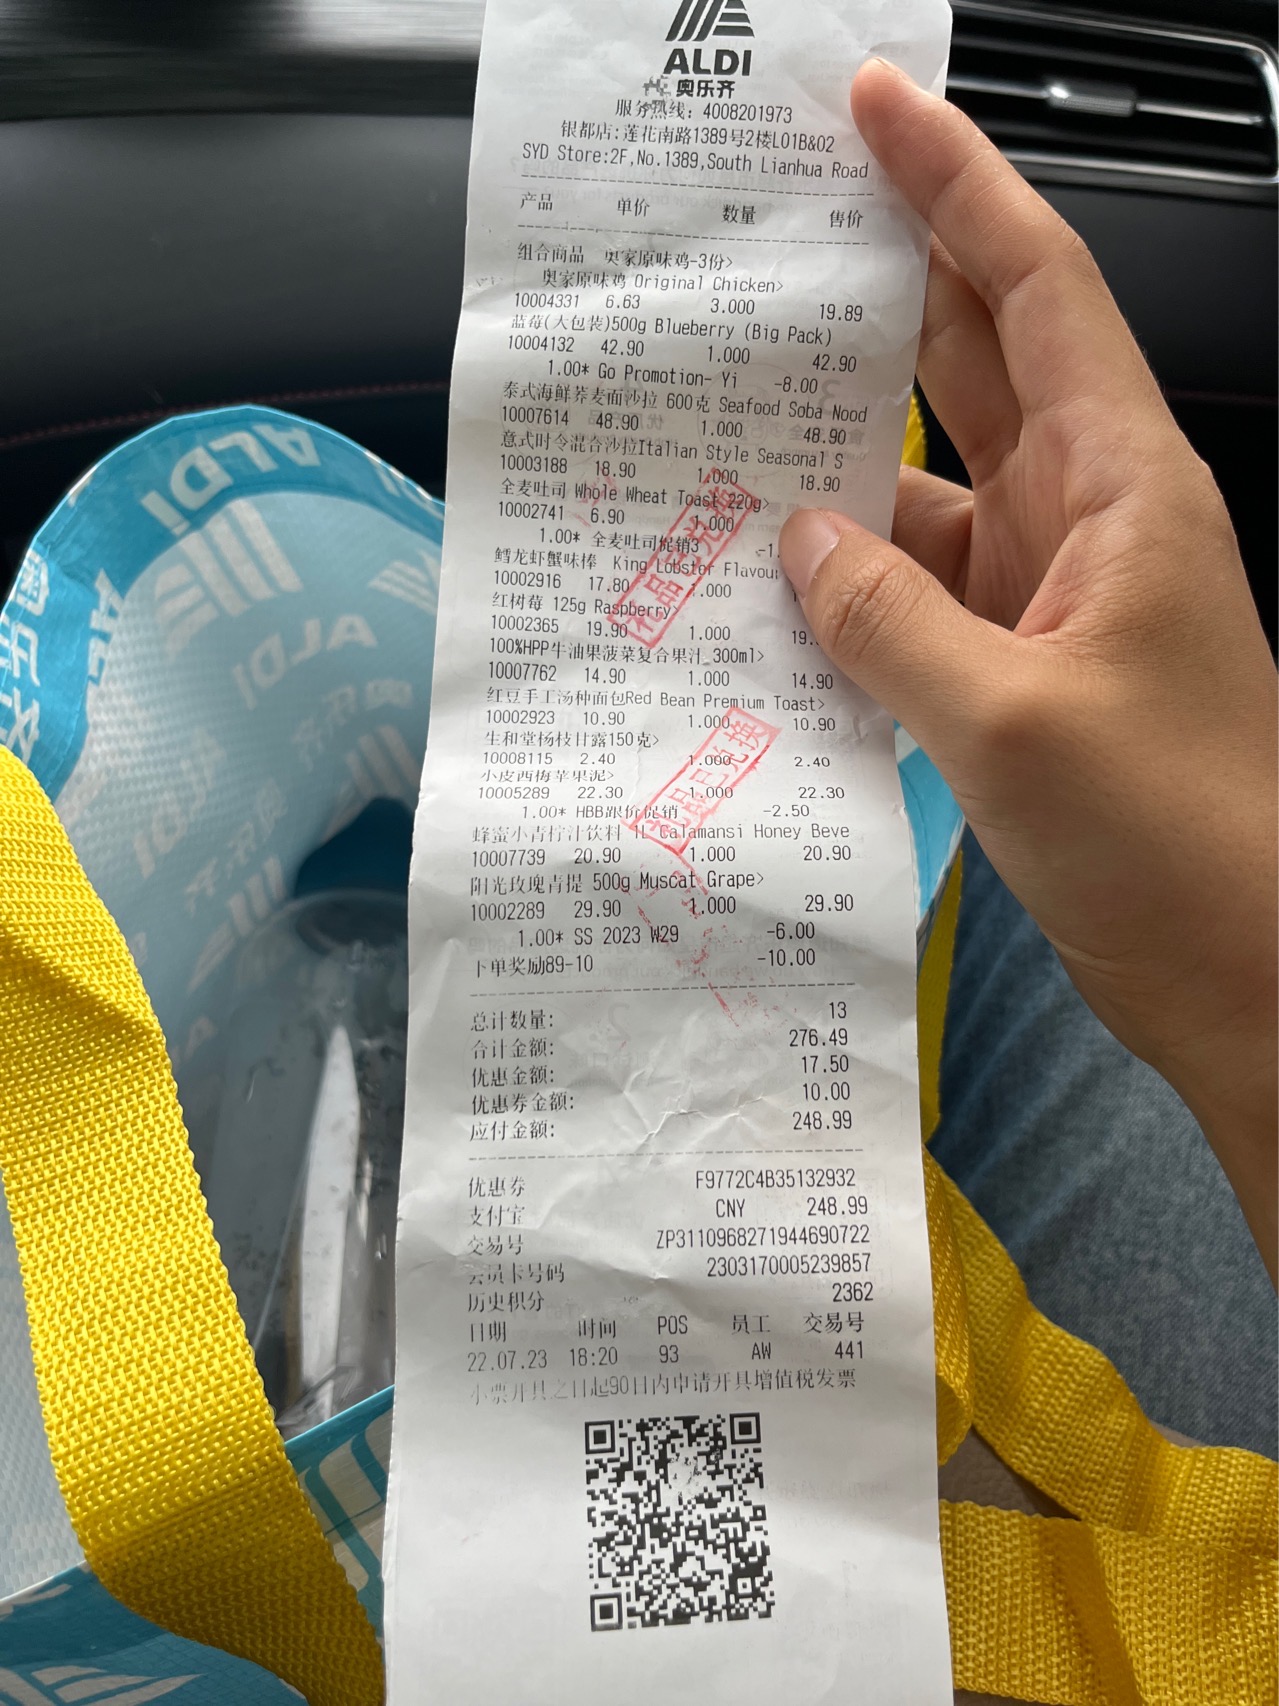 ALDI
奥乐齐
服务热线: 4008201973
银都店:莲花南路1389号2楼L01B&02
SYD Store:2F,No.1389,South Lianhua Road
产品 单价 数量 售价
组合商品 奥家原味鸡-3份>
奥家原味鸡 Original Chicken>
10004331 6.63 3.000 19.89
蓝莓(大包装)500g Blueberry (Big Pack)
10004132 42.90 1.000 42.90
1.00* Go Promotion- Yi -8.00
泰式海鲜荞麦面沙拉 600克 Seafood Soba Nood
10007614 48.90 1.000 48.90
意式时令混合沙拉Italian Style Seasonal S
10003188 18.90 1.000 18.90
全麦吐司 Whole Wheat Toast 220g>
10002741 6.90 1.000
1.00* 全麦吐司促销3 -1.
鳕龙虾蟹味棒 King Lobster Flavour
10002916 17.80 1.000
红树莓 125g Raspberry>
10002365 19.90 1.000 19.
100%HPP牛油果菠菜复合果汁 300ml>
10007762 14.90 1.000 14.90
红豆手工汤种面包Red Bean Premium Toast>
10002923 10.90 1.000 10.90
生和堂杨枝甘露150克>
10008115 2.40 1.000 2.40
小皮西梅苹果泥>
10005289 22.30 1.000 22.30
1.00* HBB跟价促销 -2.50
蜂蜜小青柠汁饮料 1L Calamansi Honey Beve
10007739 20.90 1.000 20.90
阳光玫瑰青提 500g Muscat Grape>
10002289 29.90 1.000 29.90
1.00* SS 2023 W29 -6.00
下单奖励89-10 -10.00
总计数量: 13
合计金额: 276.49
优惠金额: 17.50
优惠券金额: 10.00
应付金额: 248.99
优惠券 F9772C4B35132932
支付宝 CNY 248.99
交易号 ZP3110968271944690722
会员卡号码 2303170005239857
历史积分 2362
日期 时间 POS 员工 交易号
22.07.23 18:20 93 AW 441
小票开具之日起90日内申请开具增值税发票
礼品已兑换
礼品已兑换
ALDI
ALDI
奥乐齐